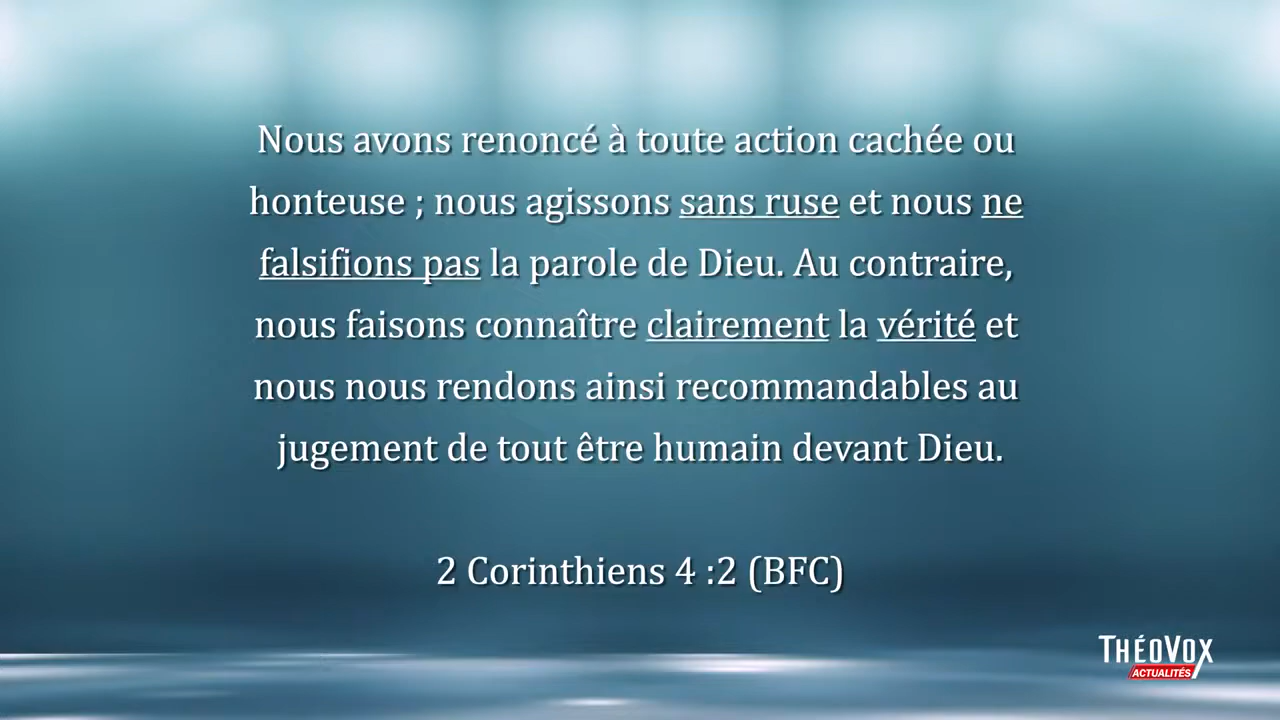 Nous avons renoncé à toute action cachée ou
honteuse ; nous agissons sans ruse et nous ne
falsifions pas la parole de Dieu. Au contraire,
nous faisons connaître clairement la vérité et
nous nous rendons ainsi recommandables au
jugement de tout être humain devant Dieu.
2 Corinthiens 4 :2 (BFC)
THÉOVOX
ACTUALITÉS